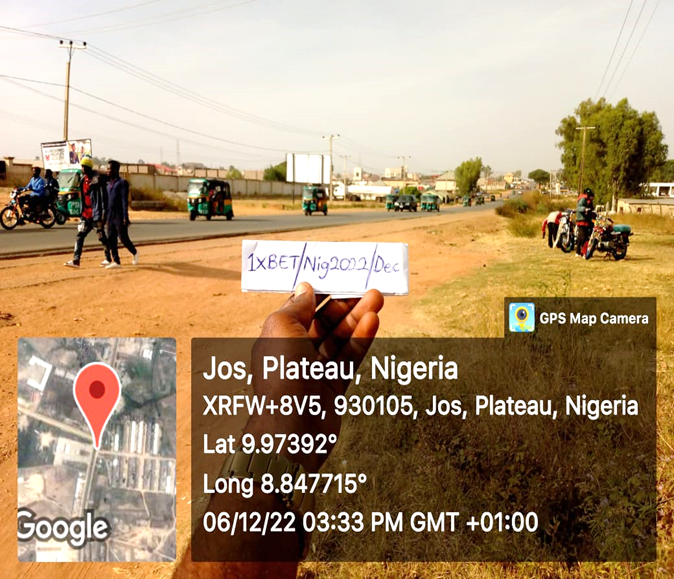 1xBET/Nig2022/Dec
GPS Map Camera
Jos, Plateau, Nigeria
XRFW+8V5, 930105, Jos, Plateau, Nigeria
Lat 9.97392°
Long 8.847715°
06/12/22 03:33 PM GMT +01:00
Google